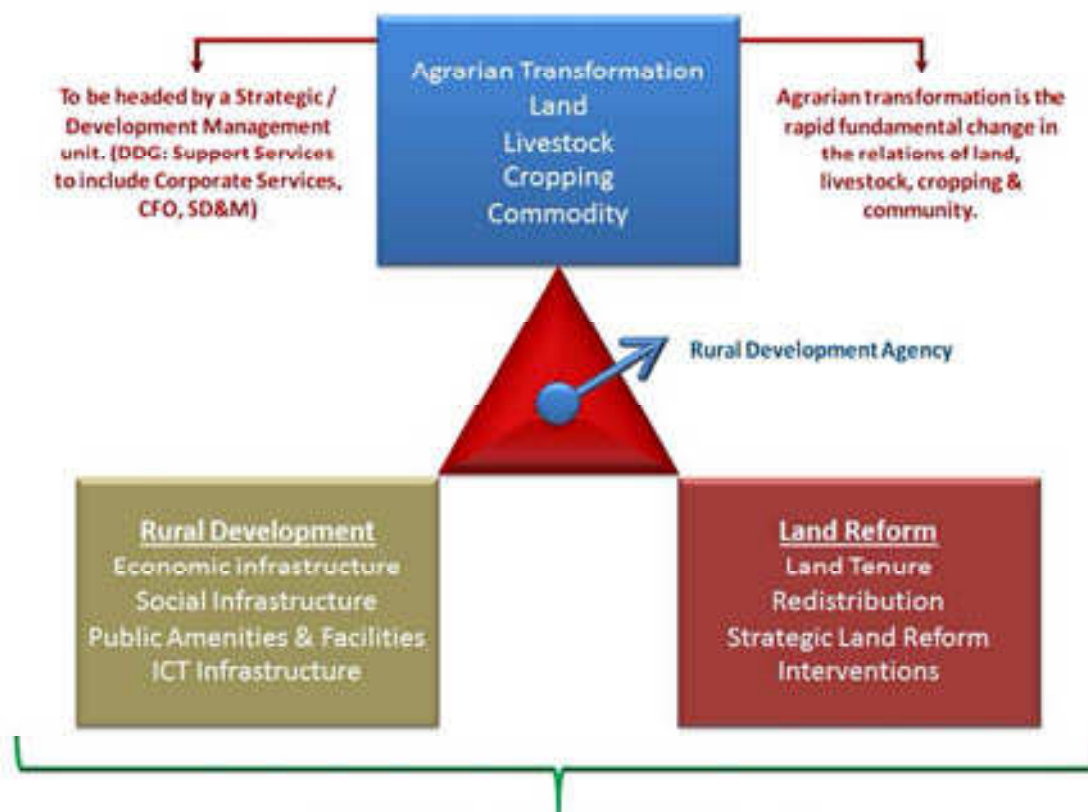 Agrarian Transformation
Land
Livestock
Cropping
Commodity
To be headed by a Strategic /
Development Management
unit. (DDG: Support Services
to include Corporate Services,
CFO, SD&M)
Agrarian transformation is the
rapid fundamental change in
the relations of land,
livestock, cropping &
community.
Rural Development Agency
Rural Development
Economic infrastructure
Social Infrastructure
Public Amenities & Facilities
ICT Infrastructure
Land Reform
Land Tenure
Redistribution
Strategic Land Reform
Interventions